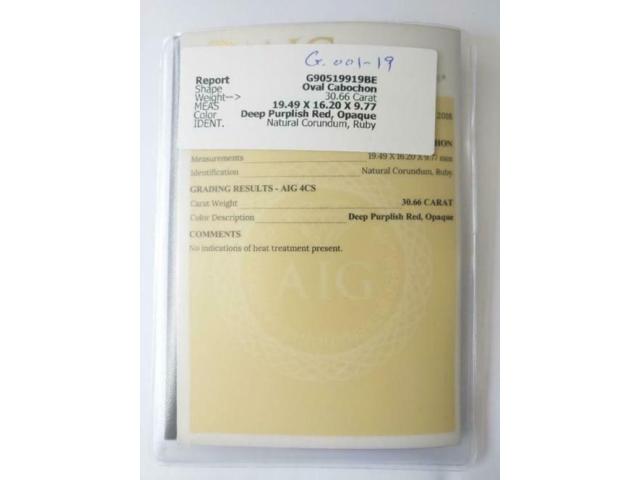 AIG
G.001-19
Report G90519919BE
Shape Oval Cabochon
Weight--> 30.66 Carat
MEAS 19.49 X 16.20 X 9.77
Color Deep Purplish Red, Opaque
IDENT. Natural Corundum, Ruby
2018
Measurements 19.49 X 16.20 X 9.77 mm
Identification Natural Corundum, Ruby
GRADING RESULTS - AIG 4CS
Carat Weight 30.66 CARAT
Color Description Deep Purplish Red, Opaque
COMMENTS
No indications of heat treatment present.
AIG